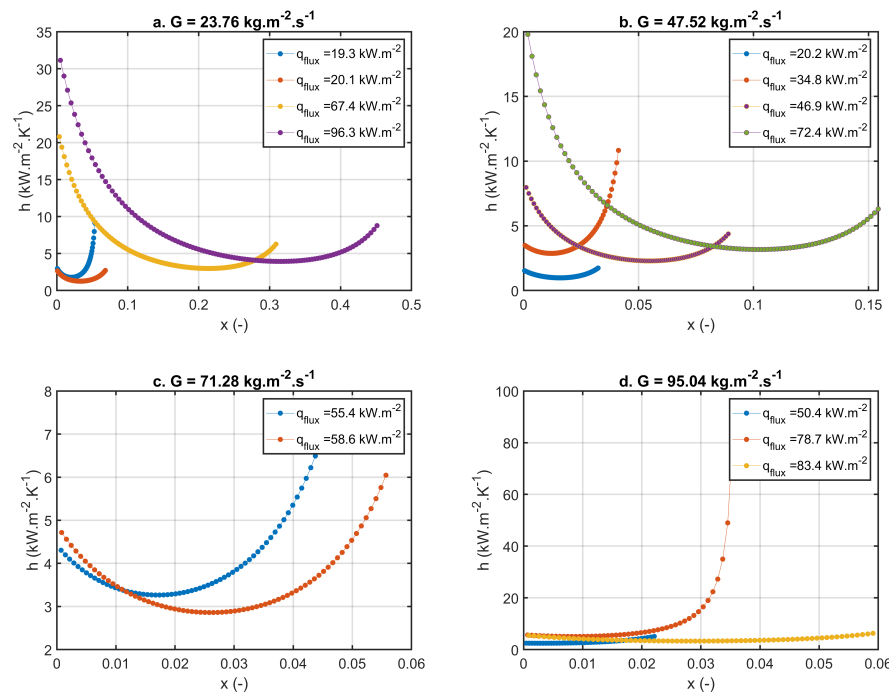 a. G = 23.76 kg.m⁻².s⁻¹
35
30
25
20
15
10
5
0
h (kW.m⁻².K⁻¹)
q_flux =19.3 kW.m⁻²
q_flux =20.1 kW.m⁻²
q_flux =67.4 kW.m⁻²
q_flux =96.3 kW.m⁻²
0 0.1 0.2 0.3 0.4 0.5
x (-)
b. G = 47.52 kg.m⁻².s⁻¹
20
15
10
5
0
h (kW.m⁻².K⁻¹)
q_flux =20.2 kW.m⁻²
q_flux =34.8 kW.m⁻²
q_flux =46.9 kW.m⁻²
q_flux =72.4 kW.m⁻²
0 0.05 0.1 0.15
x (-)
c. G = 71.28 kg.m⁻².s⁻¹
8
7
6
5
4
3
2
h (kW.m⁻².K⁻¹)
q_flux =55.4 kW.m⁻²
q_flux =58.6 kW.m⁻²
0 0.01 0.02 0.03 0.04 0.05 0.06
x (-)
d. G = 95.04 kg.m⁻².s⁻¹
100
80
60
40
20
0
h (kW.m⁻².K⁻¹)
q_flux =50.4 kW.m⁻²
q_flux =78.7 kW.m⁻²
q_flux =83.4 kW.m⁻²
0 0.01 0.02 0.03 0.04 0.05 0.06
x (-)